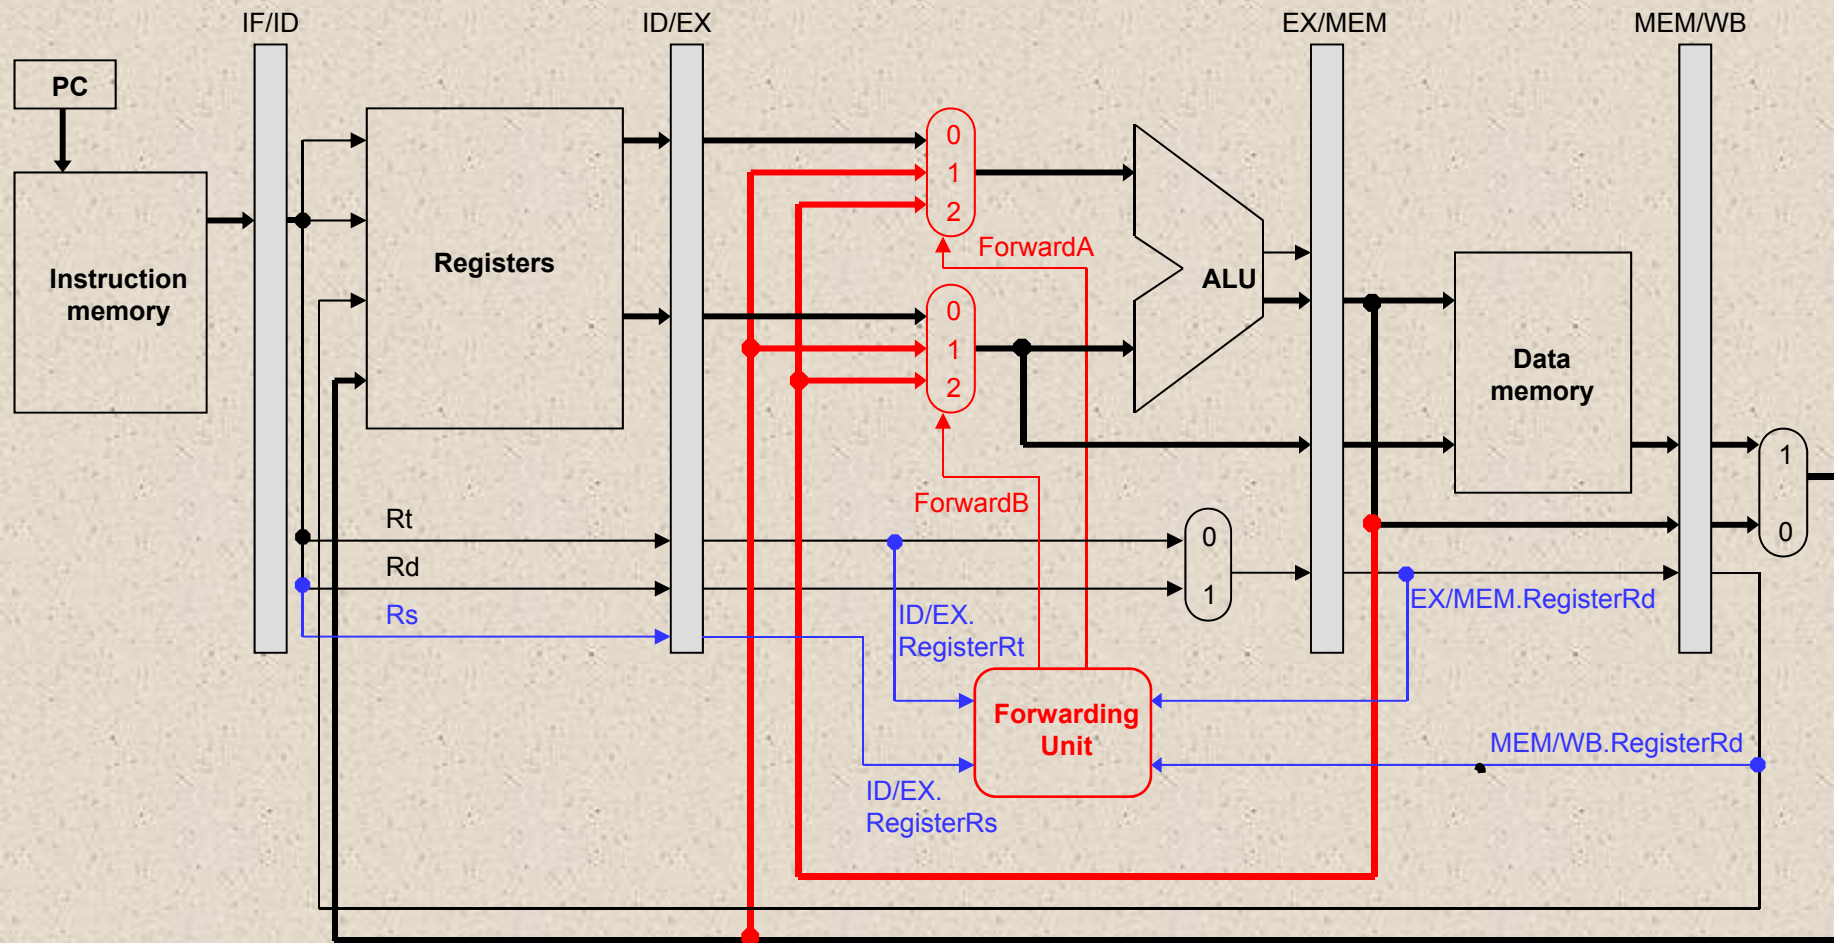 IF/ID
ID/EX
EX/MEM
MEM/WB
PC
Instruction
memory
Registers
0
1
2
ForwardA
0
1
2
ForwardB
ALU
Data
memory
1
0
Rt
Rd
Rs
0
1
ID/EX.
RegisterRt
EX/MEM.RegisterRd
Forwarding
Unit
MEM/WB.RegisterRd
ID/EX.
RegisterRs